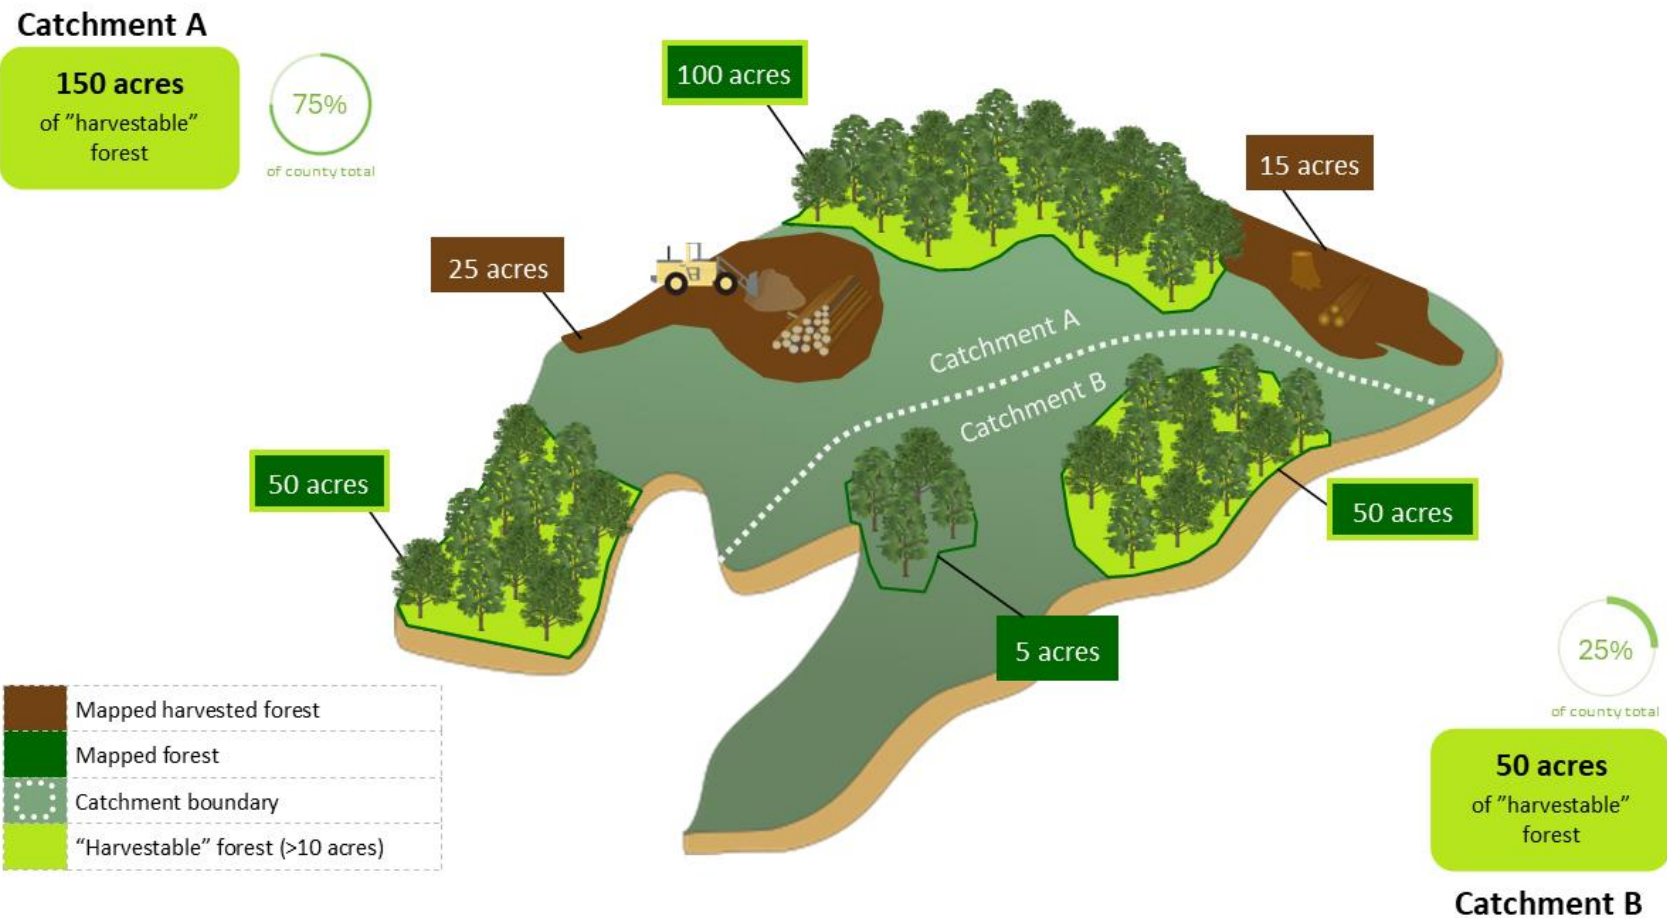 Catchment A
150 acres
of ”harvestable”
forest
75%
of county total
100 acres
15 acres
25 acres
Catchment A
Catchment B
50 acres
50 acres
5 acres
25%
of county total
50 acres
of ”harvestable”
forest
Catchment B
Mapped harvested forest
Mapped forest
Catchment boundary
“Harvestable” forest (>10 acres)